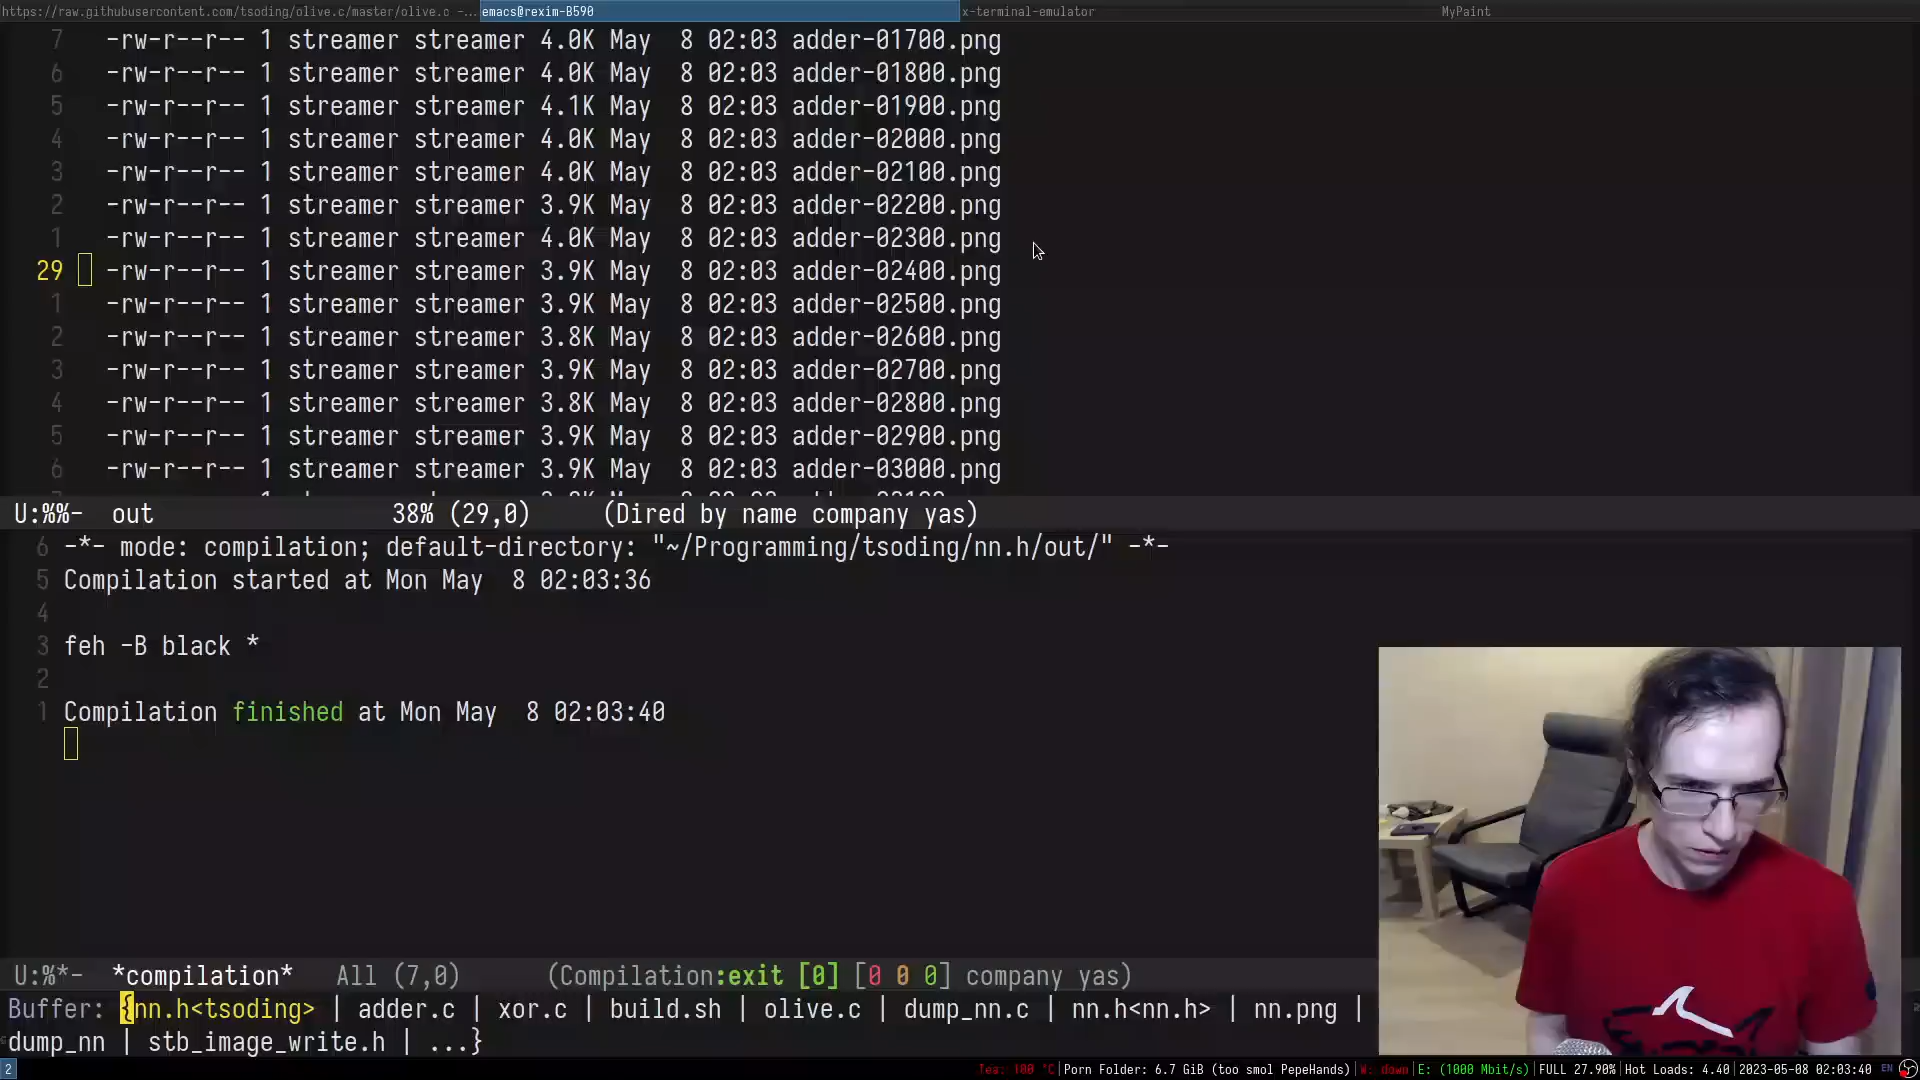 https://raw.githubusercontent.com/tsoding/olive.c/master/olive.c -... emacs@rexim-B590 x-terminal-emulator MyPaint
7 -rw-r--r-- 1 streamer streamer 4.0K May  8 02:03 adder-01700.png
6 -rw-r--r-- 1 streamer streamer 4.0K May  8 02:03 adder-01800.png
5 -rw-r--r-- 1 streamer streamer 4.1K May  8 02:03 adder-01900.png
4 -rw-r--r-- 1 streamer streamer 4.0K May  8 02:03 adder-02000.png
3 -rw-r--r-- 1 streamer streamer 4.0K May  8 02:03 adder-02100.png
2 -rw-r--r-- 1 streamer streamer 3.9K May  8 02:03 adder-02200.png
1 -rw-r--r-- 1 streamer streamer 4.0K May  8 02:03 adder-02300.png
29 -rw-r--r-- 1 streamer streamer 3.9K May  8 02:03 adder-02400.png
1 -rw-r--r-- 1 streamer streamer 3.9K May  8 02:03 adder-02500.png
2 -rw-r--r-- 1 streamer streamer 3.8K May  8 02:03 adder-02600.png
3 -rw-r--r-- 1 streamer streamer 3.9K May  8 02:03 adder-02700.png
4 -rw-r--r-- 1 streamer streamer 3.8K May  8 02:03 adder-02800.png
5 -rw-r--r-- 1 streamer streamer 3.9K May  8 02:03 adder-02900.png
6 -rw-r--r-- 1 streamer streamer 3.9K May  8 02:03 adder-03000.png
U:%%-  out 38% (29,0) (Dired by name company yas)
6 -*- mode: compilation; default-directory: "~/Programming/tsoding/nn.h/out/" -*-
5 Compilation started at Mon May  8 02:03:36
4
3 feh -B black *
2
1 Compilation finished at Mon May  8 02:03:40
U:%*-  *compilation* All (7,0) (Compilation:exit [0] [0 0 0] company yas)
Buffer: {nn.h<tsoding> | adder.c | xor.c | build.sh | olive.c | dump_nn.c | nn.h<nn.h> | nn.png |
dump_nn | stb_image_write.h | ...}
2 Tea: 100 °C|Porn Folder: 6.7 GiB (too smol PepeHands)|W: down|E: (1000 Mbit/s)|FULL 27.90%|Hot Loads: 4.40|2023-05-08 02:03:40 EN